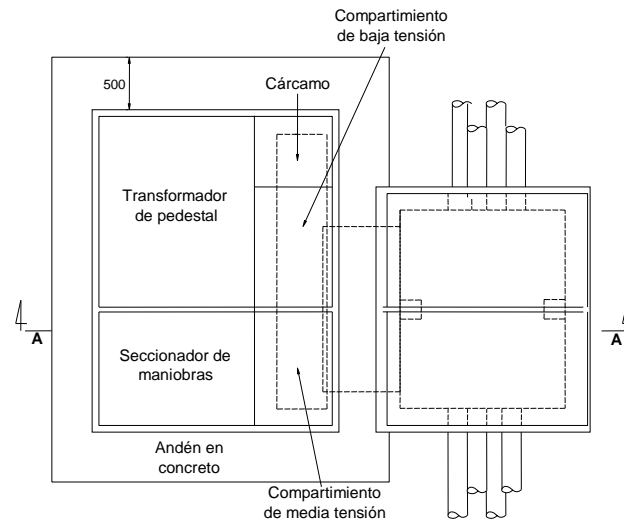 Compartimiento
de baja tensión
500
Cárcamo
Transformador
de pedestal
A
A
Seccionador de
maniobras
Andén en
concreto
Compartimiento
de media tensión